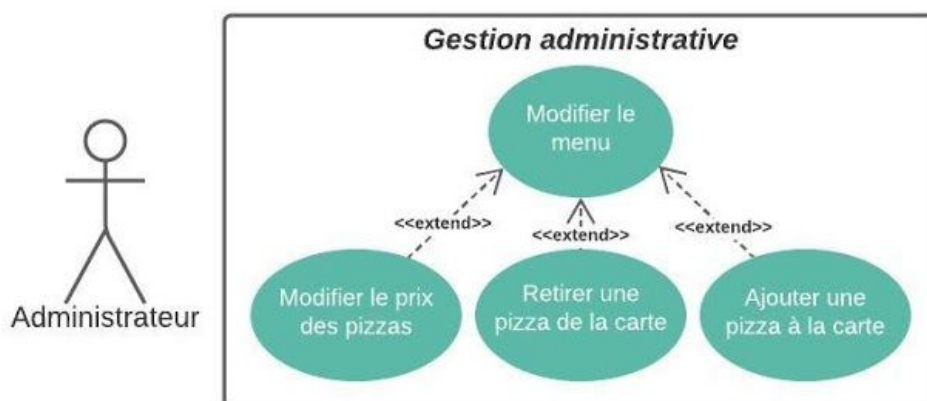 Gestion administrative
Modifier le
menu
<<extend>>
<<extend>>
<<extend>>
Modifier le prix
des pizzas
Retirer une
pizza de la carte
Ajouter une
pizza à la carte
Administrateur